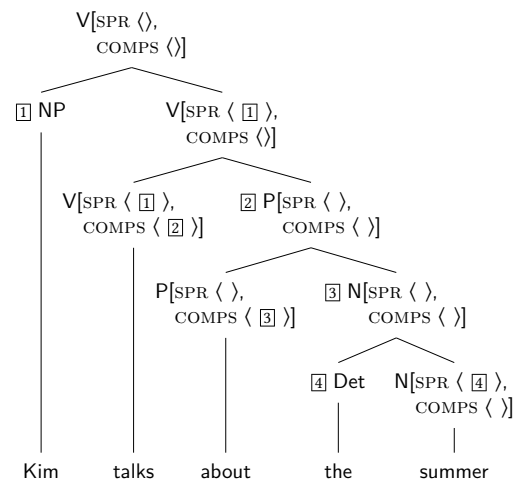 V[SPR ⟨⟩,
COMPS ⟨⟩]
1 NP V[SPR ⟨ 1 ⟩,
COMPS ⟨⟩]
V[SPR ⟨ 1 ⟩, 2 P[SPR ⟨ ⟩,
COMPS ⟨ 2 ⟩] COMPS ⟨ ⟩]
P[SPR ⟨ ⟩, 3 N[SPR ⟨ ⟩,
COMPS ⟨ 3 ⟩] COMPS ⟨ ⟩]
4 Det N[SPR ⟨ 4 ⟩,
COMPS ⟨ ⟩]
Kim talks about the summer